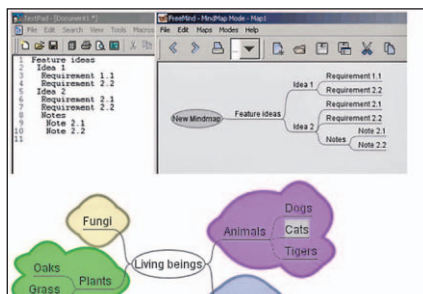 TextPad - [Document1 *]
File Edit Search View Tools Macros
1 Feature ideas
2 Idea 1
3 Requirement 1.1
4 Requirement 2.2
5 Idea 2
6 Requirement 2.1
7 Requirement 2.2
8 Notes
9 Note 2.1
10 Note 2.2
11
FreeMind - MindMap Mode - Map1
File Edit Maps Modes Help
New Mindmap
Feature ideas
Idea 1
Requirement 1.1
Requirement 2.2
Idea 2
Requirement 2.1
Requirement 2.2
Notes
Note 2.1
Note 2.2
Fungi
Living beings
Animals
Dogs
Cats
Tigers
Oaks
Grass
Plants